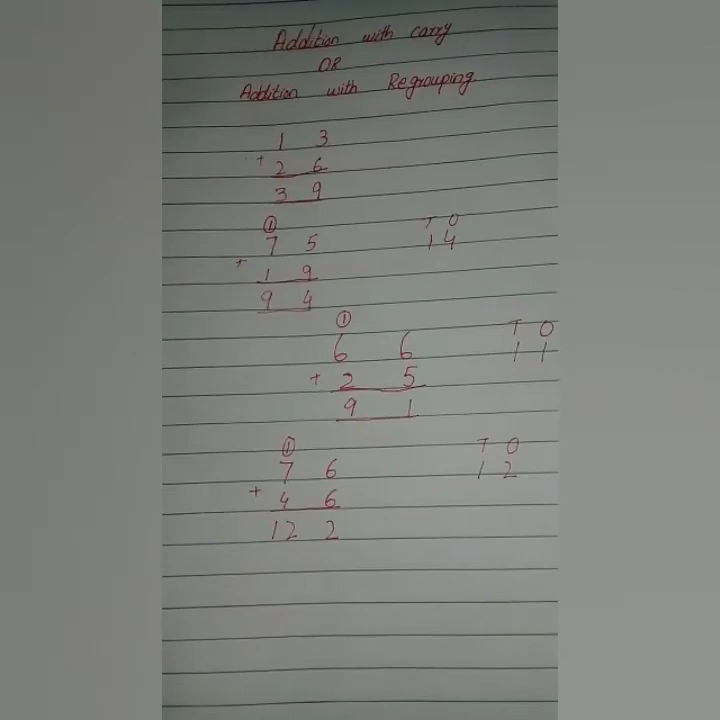 Addition with carry
OR
Addition with Regrouping
1 3
+ 2 6
3 9
①
7 5
+ 1 9
9 4
T O
1 4
①
6 6
+ 2 5
9 1
T O
1 1
①
7 6
+ 4 6
12 2
T O
1 2